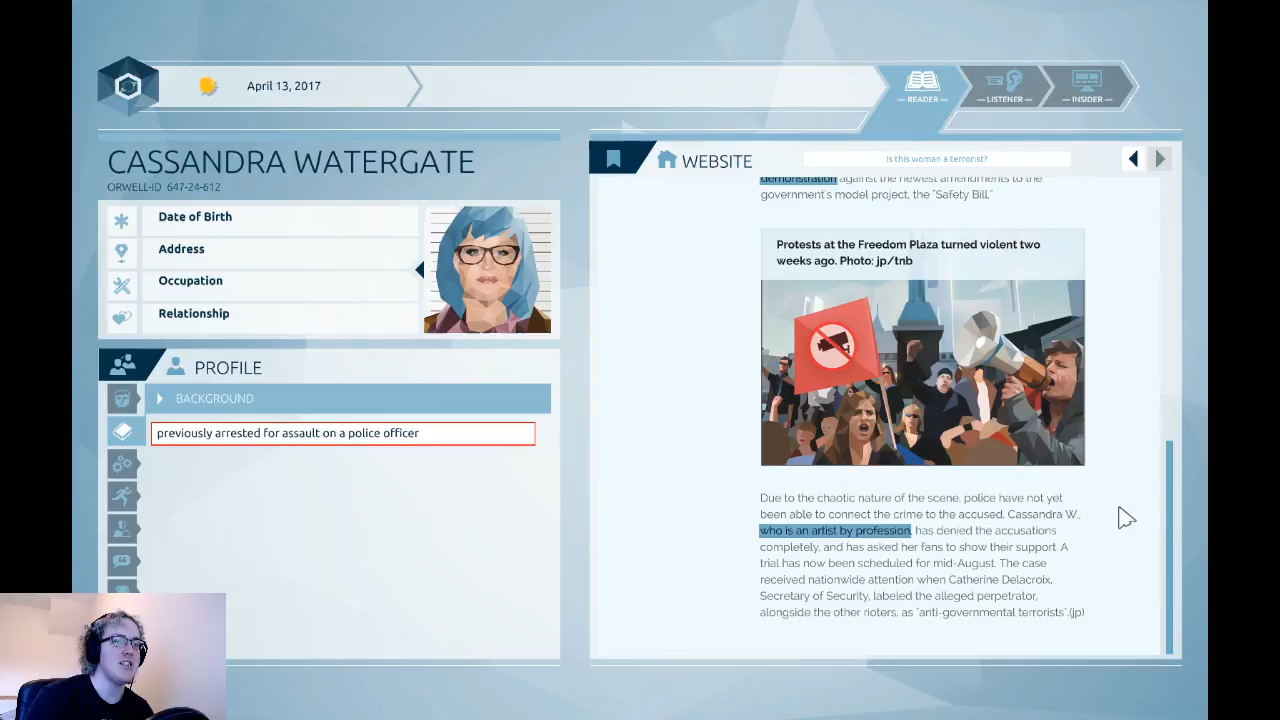 April 13, 2017
READER
LISTENER
INSIDER
CASSANDRA WATERGATE
ORWELL-ID 647-24-612
Date of Birth
Address
Occupation
Relationship
PROFILE
BACKGROUND
previously arrested for assault on a police officer
WEBSITE
Is this woman a terrorist?
demonstration against the newest amendments to the
government's model project, the "Safety Bill."
Protests at the Freedom Plaza turned violent two
weeks ago. Photo: jp/tnb
Due to the chaotic nature of the scene, police have not yet
been able to connect the crime to the accused. Cassandra W.,
who is an artist by profession, has denied the accusations
completely, and has asked her fans to show their support. A
trial has now been scheduled for mid-August. The case
received nationwide attention when Catherine Delacroix,
Secretary of Security, labeled the alleged perpetrator,
alongside the other rioters, as "anti-governmental terrorists".(jp)